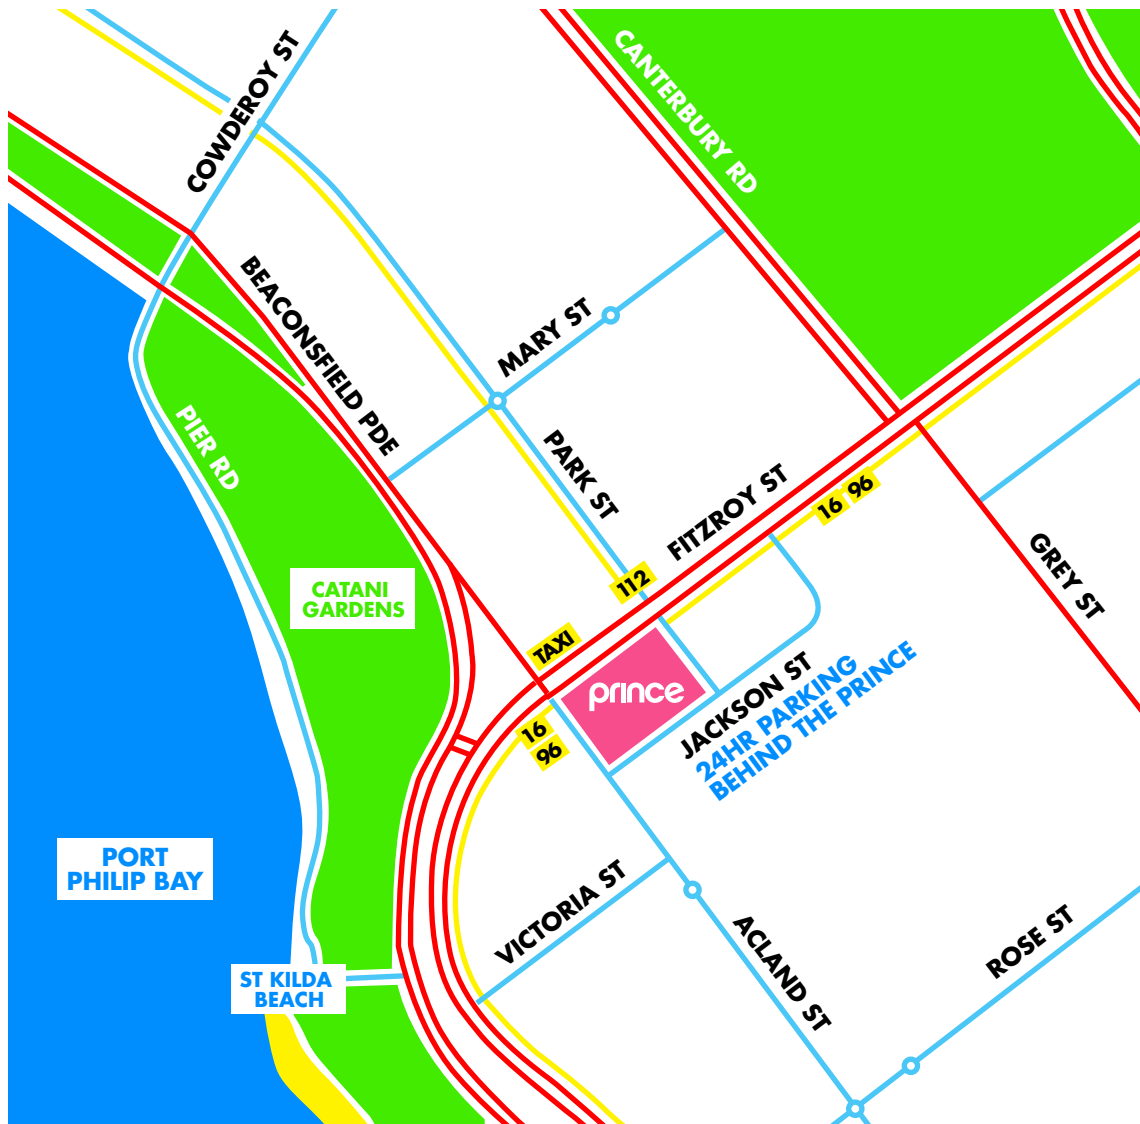 COWDEROY ST
CANTERBURY RD
BEACONSFIELD PDE
MARY ST
PIER RD
PARK ST
FITZROY ST
16 96
112
GREY ST
CATANI
GARDENS
TAXI
prince
16
96
JACKSON ST
24HR PARKING
BEHIND THE PRINCE
PORT
PHILIP BAY
VICTORIA ST
ACLAND ST
ROSE ST
ST KILDA
BEACH